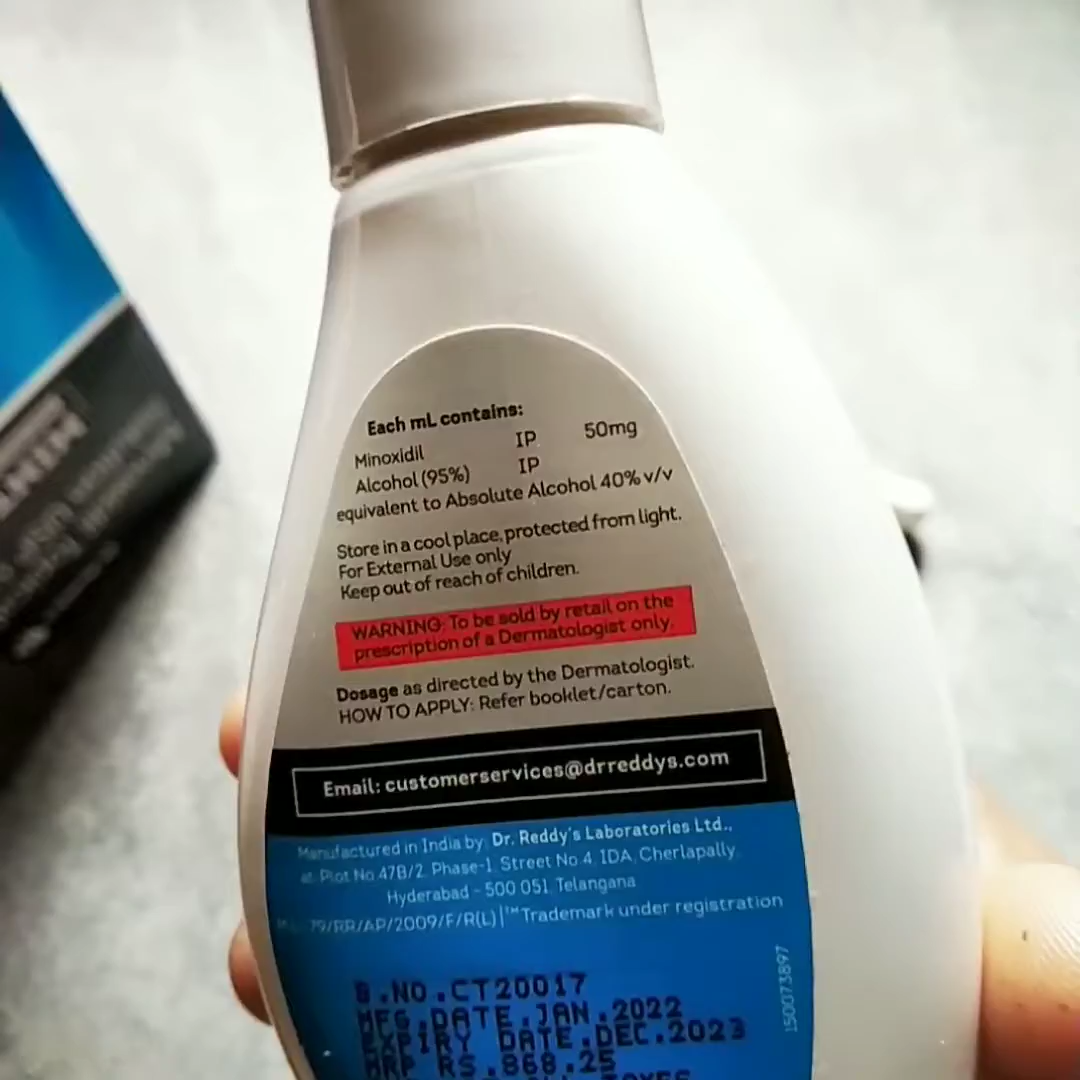 Each mL contains:
Minoxidil IP 50mg
Alcohol (95%) IP
equivalent to Absolute Alcohol 40% v/v
Store in a cool place, protected from light.
For External Use only
Keep out of reach of children.
WARNING: To be sold by retail on the
prescription of a Dermatologist only.
Dosage as directed by the Dermatologist.
HOW TO APPLY: Refer booklet/carton.
Email: customerservices@drreddys.com
Manufactured in India by: Dr. Reddy's Laboratories Ltd.,
at: Plot No. 47B/2, Phase-1, Street No. 4, IDA, Cherlapally,
Hyderabad - 500 051, Telangana
79/RR/AP/2009/F/R(L)|™Trademark under registration
150073897
B.NO.CT20017
MFG.DATE.JAN.2022
EXPIRY DATE.DEC.2023
MRP RS.868.25